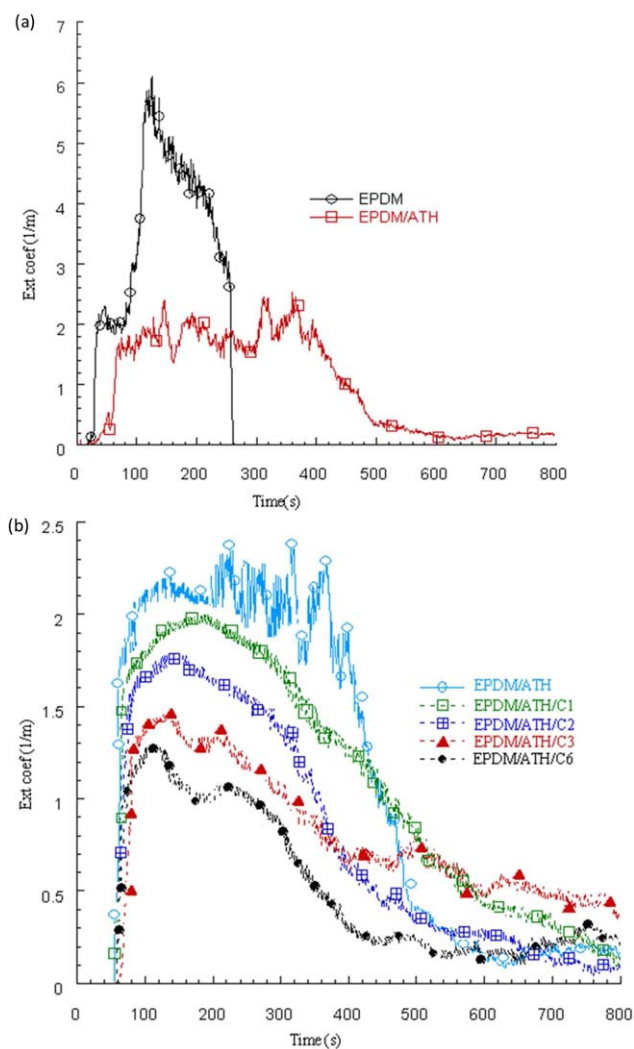 (a)
7
6
5
4
3
2
1
0
Ext coef (1/m)
EPDM
EPDM/ATH
0 100 200 300 400 500 600 700 800
Time(s)
(b)
2.5
2
1.5
1
0.5
0
Ext coef (1/m)
EPDM/ATH
EPDM/ATH/C1
EPDM/ATH/C2
EPDM/ATH/C3
EPDM/ATH/C6
0 100 200 300 400 500 600 700 800
Time (s)